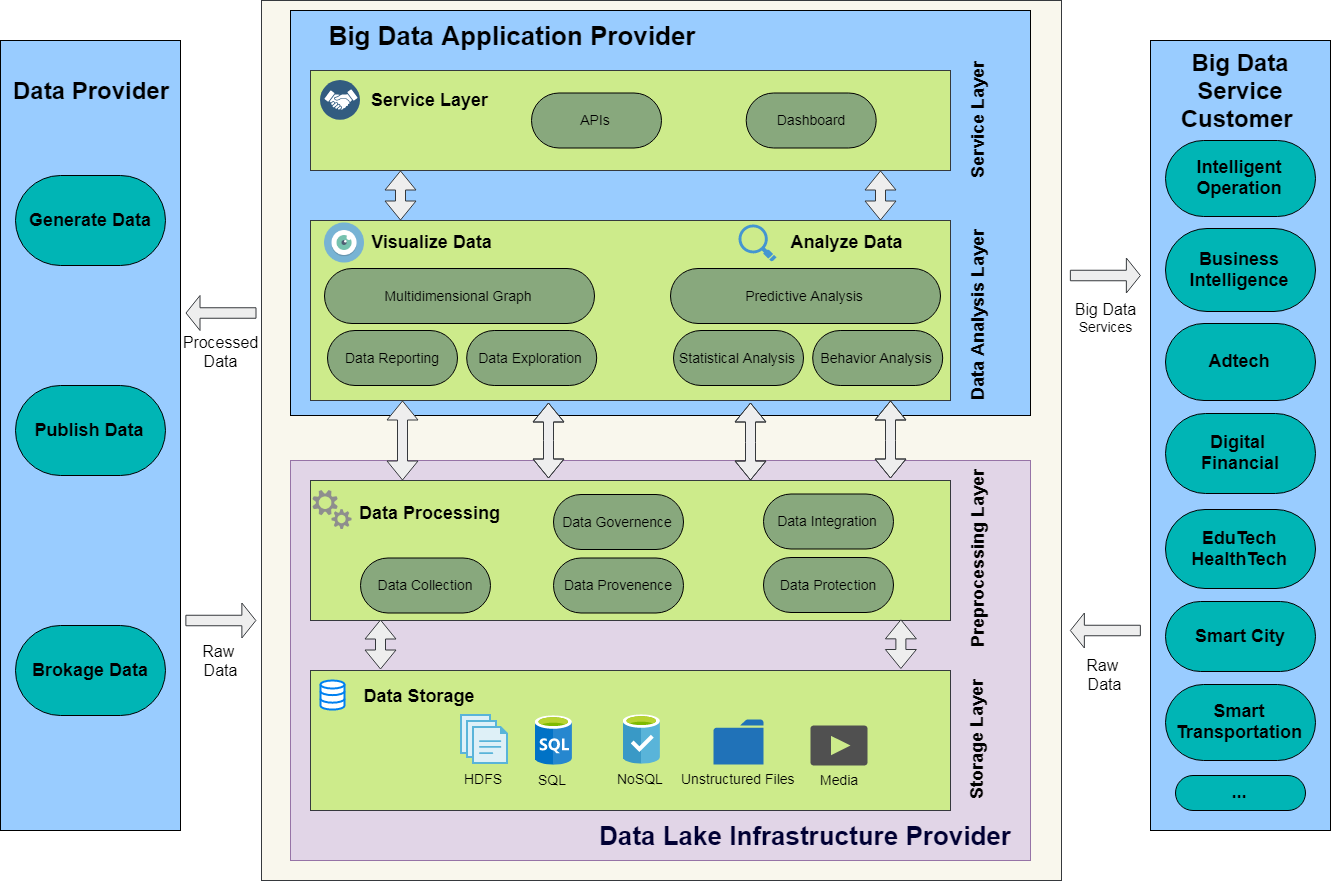 Data Provider
Generate Data
Publish Data
Brokage Data
Processed
Data
Raw
Data
Big Data Application Provider
Service Layer
APIs
Dashboard
Service Layer
Visualize Data
Analyze Data
Multidimensional Graph
Predictive Analysis
Data Reporting
Data Exploration
Statistical Analysis
Behavior Analysis
Data Analysis Layer
Data Processing
Data Governence
Data Integration
Data Collection
Data Provenence
Data Protection
Preprocessing Layer
Data Storage
SQL
HDFS
SQL
NoSQL
Unstructured Files
Media
Storage Layer
Data Lake Infrastructure Provider
Big Data
Services
Raw
Data
Big Data
Service
Customer
Intelligent
Operation
Business
Intelligence
Adtech
Digital
Financial
EduTech
HealthTech
Smart City
Smart
Transportation
...